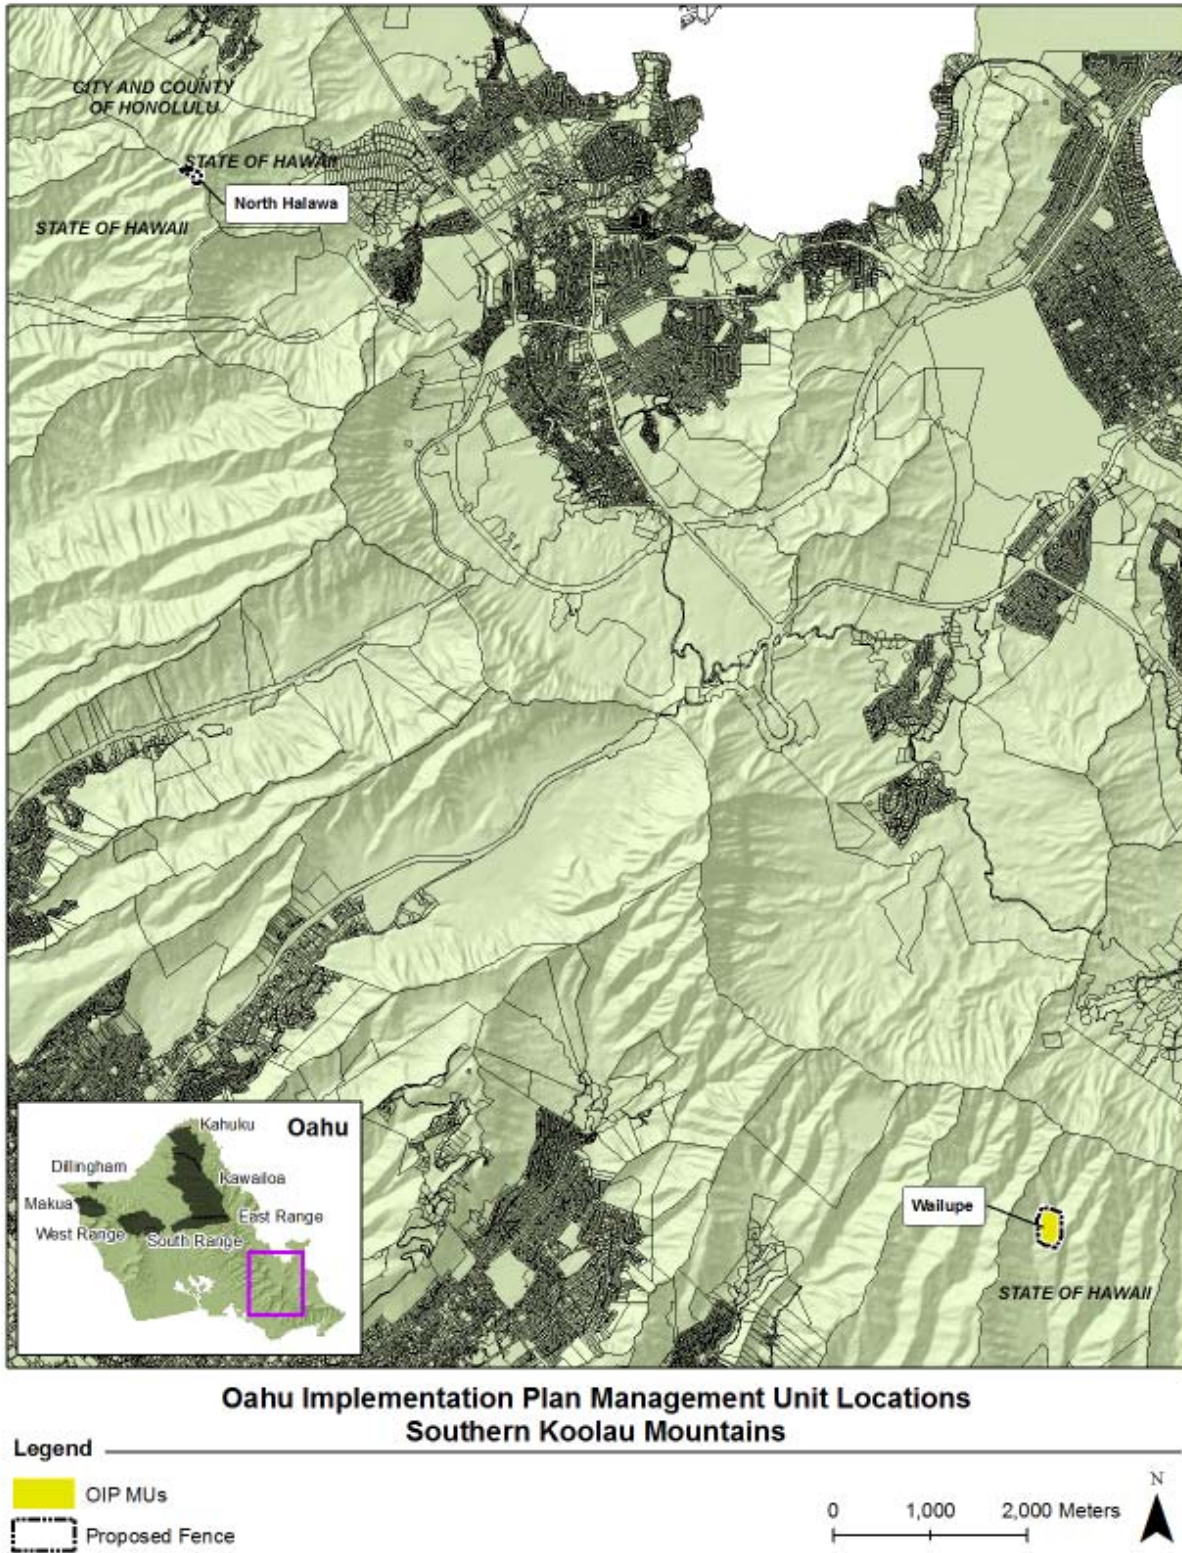 CITY AND COUNTY
OF HONOLULU
STATE OF HAWAII
North Halawa
STATE OF HAWAII
Wailupe
STATE OF HAWAII
Oahu
Kahuku
Dillingham
Kawailoa
Makua
East Range
West Range
South Range
Oahu Implementation Plan Management Unit Locations
Southern Koolau Mountains
Legend
OIP MUs
Proposed Fence
0 1,000 2,000 Meters
N